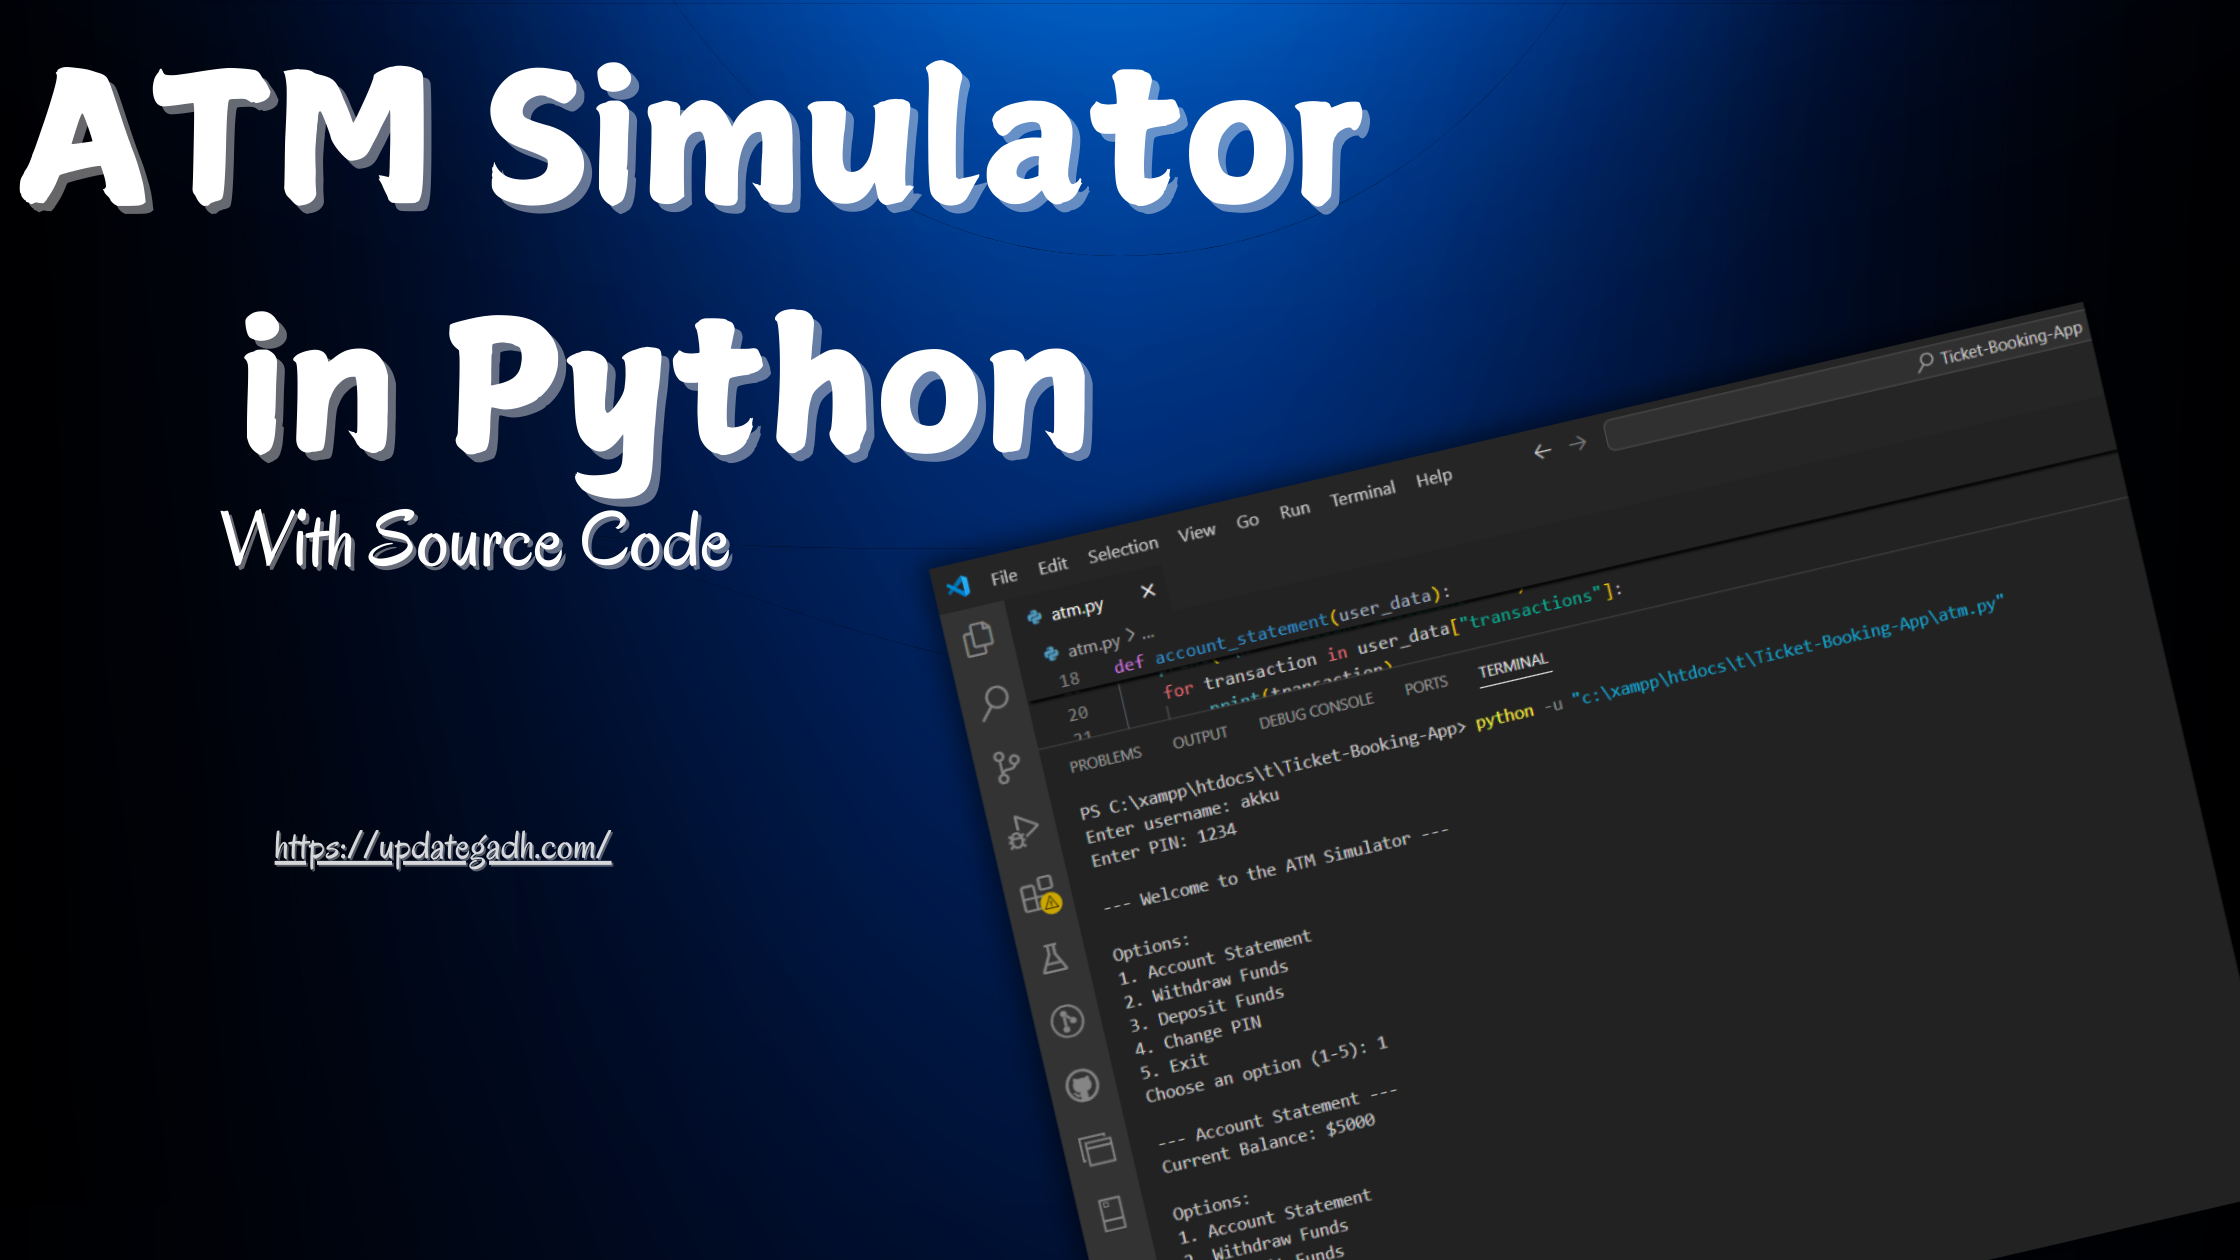 ATM Simulator
in Python
With Source Code
https://updategadh.com/
File Edit Selection View Go Run Terminal Help
Ticket-Booking-App
atm.py
atm.py > ...
18 def account_statement(user_data):
20 for transaction in user_data["transactions"]:
21 print(transaction)
PROBLEMS OUTPUT DEBUG CONSOLE PORTS TERMINAL
PS C:\xampp\htdocs\t\Ticket-Booking-App> python -u "c:\xampp\htdocs\t\Ticket-Booking-App\atm.py"
Enter username: akku
Enter PIN: 1234
--- Welcome to the ATM Simulator ---
Options:
1. Account Statement
2. Withdraw Funds
3. Deposit Funds
4. Change PIN
5. Exit
Choose an option (1-5): 1
--- Account Statement ---
Current Balance: $5000
Options:
1. Account Statement
2. Withdraw Funds
Funds